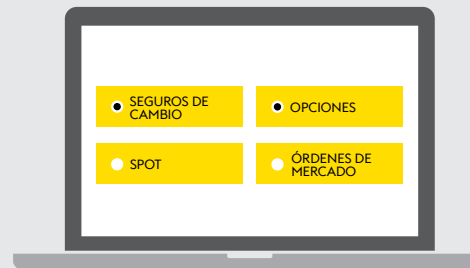 SEGUROS DE
CAMBIO
OPCIONES
SPOT
ÓRDENES DE
MERCADO